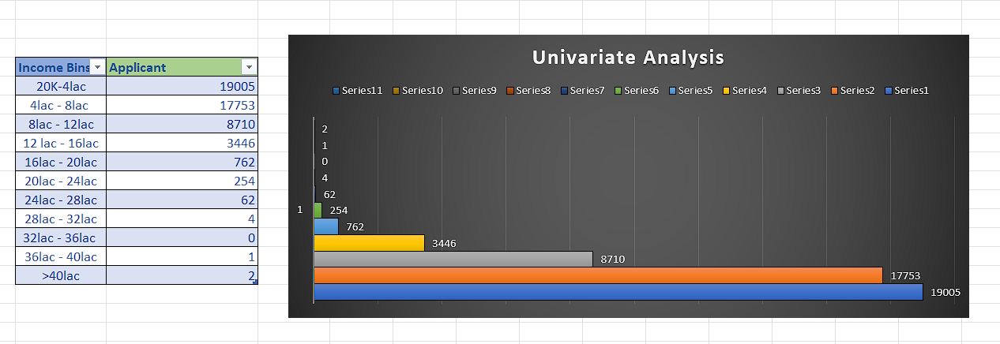 Income Bins Applicant
20K-4lac 19005
4lac - 8lac 17753
8lac - 12lac 8710
12 lac - 16lac 3446
16lac - 20lac 762
20lac - 24lac 254
24lac - 28lac 62
28lac - 32lac 4
32lac - 36lac 0
36lac - 40lac 1
>40lac 2
Univariate Analysis
Series11 Series10 Series9 Series8 Series7 Series6 Series5 Series4 Series3 Series2 Series1
2
1
0
4
62
1 254
762
3446
8710
17753
19005